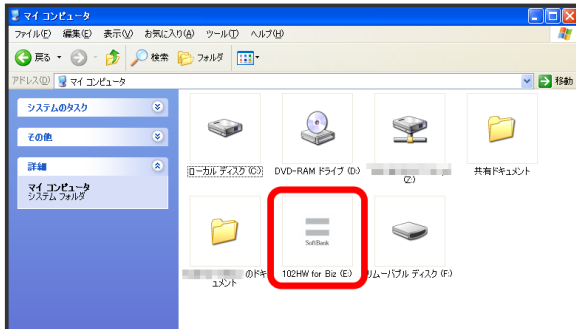 マイ コンピュータ
ファイル(F) 編集(E) 表示(V) お気に入り(A) ツール(T) ヘルプ(H)
戻る 検索 フォルダ
アドレス(D) マイ コンピュータ 移動
システムのタスク
その他
詳細
マイ コンピュータ
システム フォルダ
ローカル ディスク (C:) DVD-RAM ドライブ (D:) (Z:) 共有ドキュメント
SoftBank
のドキュメント
102HW for Biz (E:) リムーバブル ディスク (F:)